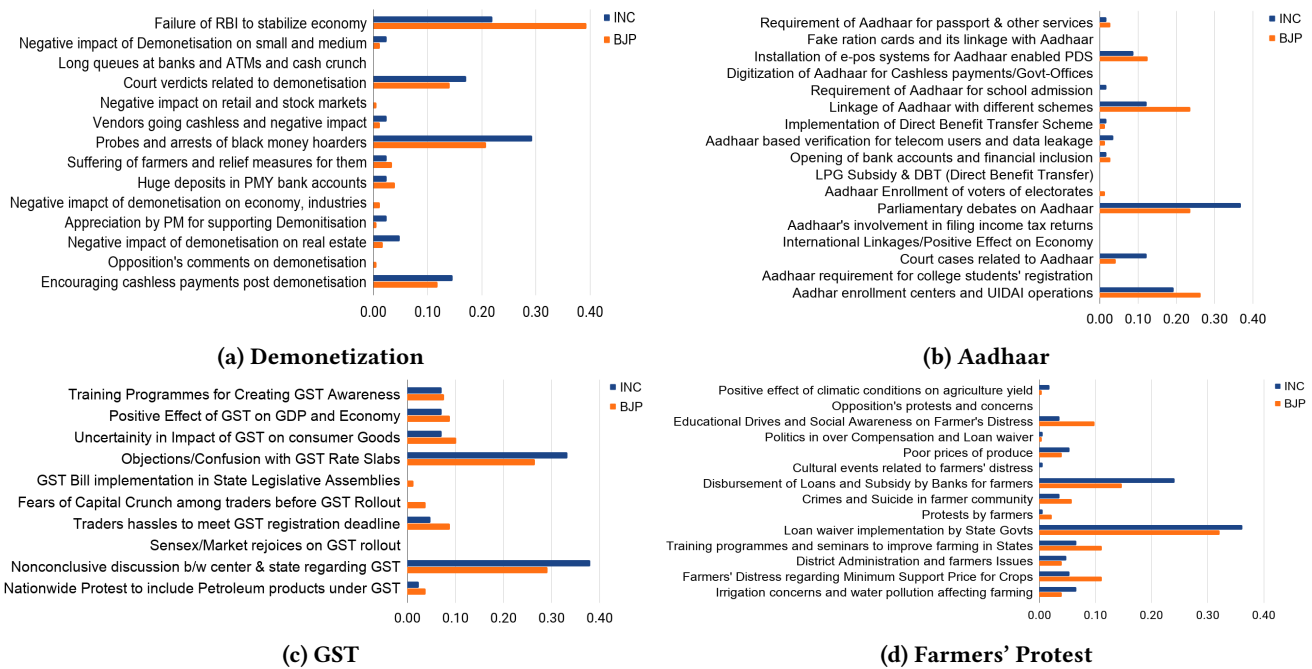 INC
BJP
Failure of RBI to stabilize economy
Negative impact of Demonetisation on small and medium
Long queues at banks and ATMs and cash crunch
Court verdicts related to demonetisation
Negative impact on retail and stock markets
Vendors going cashless and negative impact
Probes and arrests of black money hoarders
Suffering of farmers and relief measures for them
Huge deposits in PMY bank accounts
Negative imapct of demonetisation on economy, industries
Appreciation by PM for supporting Demonitisation
Negative impact of demonetisation on real estate
Opposition's comments on demonetisation
Encouraging cashless payments post demonetisation
0.00 0.10 0.20 0.30 0.40
(a) Demonetization
INC
BJP
Requirement of Aadhaar for passport & other services
Fake ration cards and its linkage with Aadhaar
Installation of e-pos systems for Aadhaar enabled PDS
Digitization of Aadhaar for Cashless payments/Govt-Offices
Requirement of Aadhaar for school admission
Linkage of Aadhaar with different schemes
Implementation of Direct Benefit Transfer Scheme
Aadhaar based verification for telecom users and data leakage
Opening of bank accounts and financial inclusion
LPG Subsidy & DBT (Direct Benefit Transfer)
Aadhaar Enrollment of voters of electorates
Parliamentary debates on Aadhaar
Aadhaar's involvement in filing income tax returns
International Linkages/Positive Effect on Economy
Court cases related to Aadhaar
Aadhaar requirement for college students' registration
Aadhar enrollment centers and UIDAI operations
0.00 0.10 0.20 0.30 0.40
(b) Aadhaar
INC
BJP
Training Programmes for Creating GST Awareness
Positive Effect of GST on GDP and Economy
Uncertainity in Impact of GST on consumer Goods
Objections/Confusion with GST Rate Slabs
GST Bill implementation in State Legislative Assemblies
Fears of Capital Crunch among traders before GST Rollout
Traders hassles to meet GST registration deadline
Sensex/Market rejoices on GST rollout
Nonconclusive discussion b/w center & state regarding GST
Nationwide Protest to include Petroleum products under GST
0.00 0.10 0.20 0.30 0.40
(c) GST
INC
BJP
Positive effect of climatic conditions on agriculture yield
Opposition's protests and concerns
Educational Drives and Social Awareness on Farmer's Distress
Politics in over Compensation and Loan waiver
Poor prices of produce
Cultural events related to farmers' distress
Disbursement of Loans and Subsidy by Banks for farmers
Crimes and Suicide in farmer community
Protests by farmers
Loan waiver implementation by State Govts
Training programmes and seminars to improve farming in States
District Administration and farmers Issues
Farmers' Distress regarding Minimum Support Price for Crops
Irrigation concerns and water pollution affecting farming
0.00 0.10 0.20 0.30 0.40
(d) Farmers' Protest